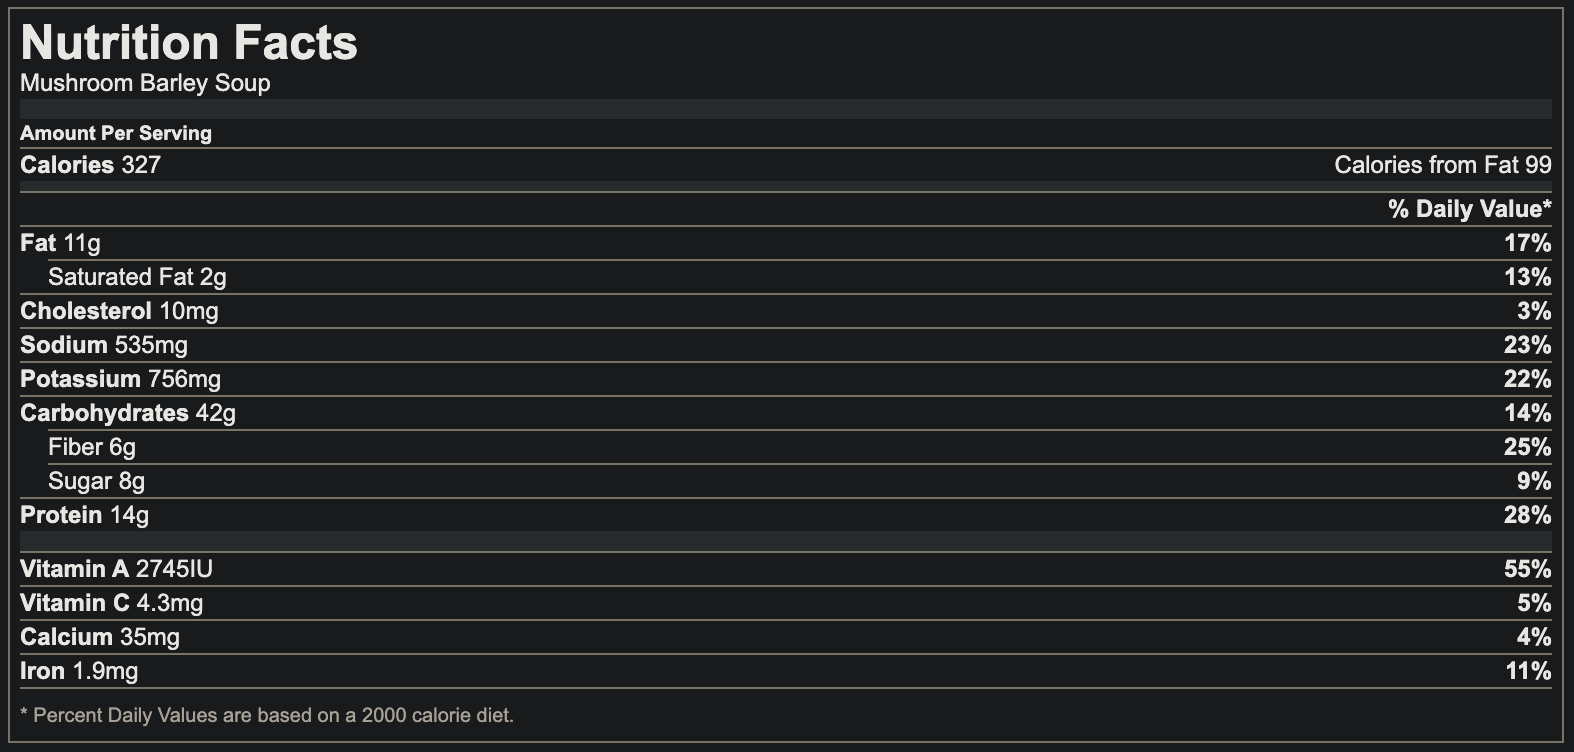 Nutrition Facts
Mushroom Barley Soup
Amount Per Serving
Calories 327 Calories from Fat 99
% Daily Value*
Fat 11g 17%
Saturated Fat 2g 13%
Cholesterol 10mg 3%
Sodium 535mg 23%
Potassium 756mg 22%
Carbohydrates 42g 14%
Fiber 6g 25%
Sugar 8g 9%
Protein 14g 28%
Vitamin A 2745IU 55%
Vitamin C 4.3mg 5%
Calcium 35mg 4%
Iron 1.9mg 11%
* Percent Daily Values are based on a 2000 calorie diet.